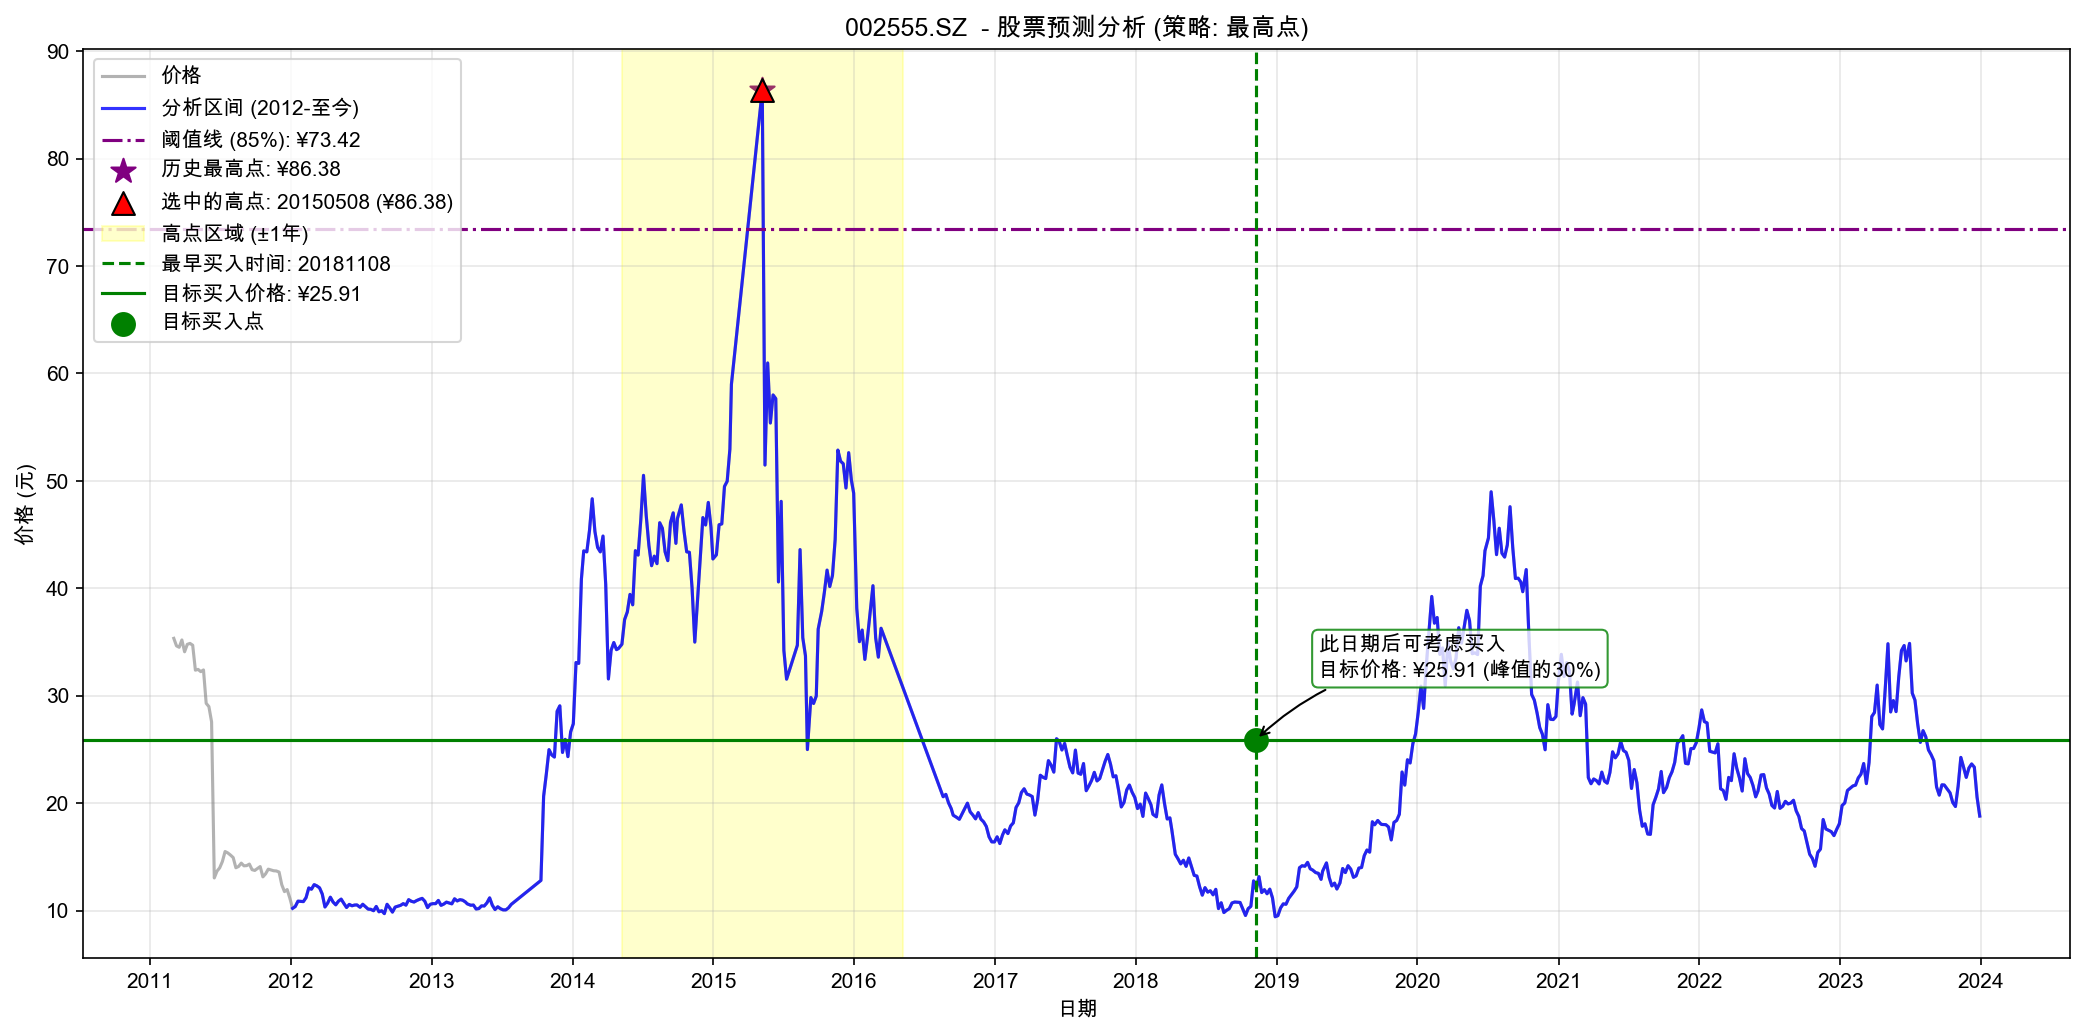 002555.SZ  - 股票预测分析 (策略: 最高点)
价格 (元)
90
80
70
60
50
40
30
20
10
价格
分析区间 (2012-至今)
阈值线 (85%): ¥73.42
历史最高点: ¥86.38
选中的高点: 20150508 (¥86.38)
高点区域 (±1年)
最早买入时间: 20181108
目标买入价格: ¥25.91
目标买入点
此日期后可考虑买入
目标价格: ¥25.91 (峰值的30%)
2011
2012
2013
2014
2015
2016
2017
2018
2019
2020
2021
2022
2023
2024
日期